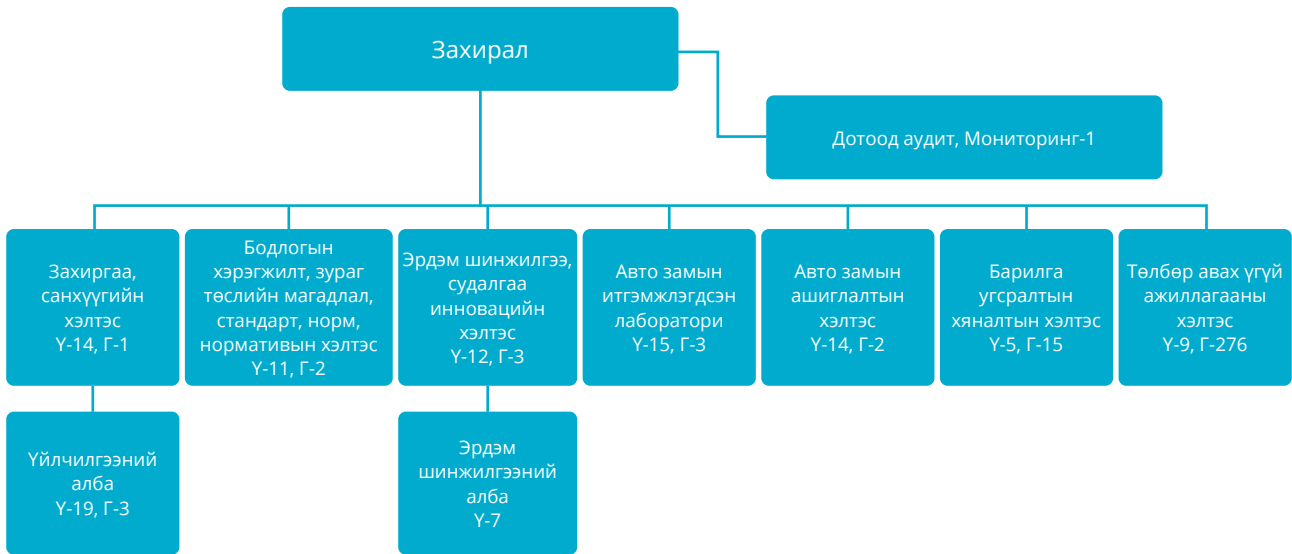 Захирал
Дотоод аудит, Мониторинг-1
Захиргаа,
санхүүгийн
хэлтэс
Ү-14, Г-1
Бодлогын
хэрэгжилт, зураг
төслийн магадлал,
стандарт, норм,
нормативын хэлтэс
Ү-11, Г-2
Эрдэм шинжилгээ,
судалгаа
инновацийн
хэлтэс
Ү-12, Г-3
Авто замын
итгэмжлэгдсэн
лаборатори
Ү-15, Г-3
Авто замын
ашиглалтын
хэлтэс
Ү-14, Г-2
Барилга
угсралтын
хяналтын хэлтэс
Ү-5, Г-15
Төлбөр авах үгүй
ажиллагааны
хэлтэс
Ү-9, Г-276
Үйлчилгээний
алба
Ү-19, Г-3
Эрдэм
шинжилгээний
алба
Ү-7